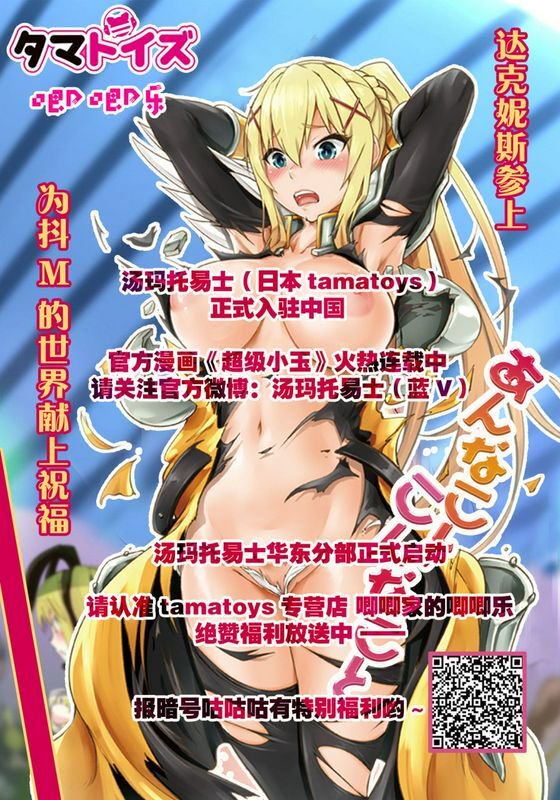 タマトイズ
唧唧乐
达克妮斯参上
为抖M的世界献上祝福
汤玛托易士（日本 tamatoys）
正式入驻中国
官方漫画《超级小玉》火热连载中
请关注官方微博：汤玛托易士（蓝 V）
汤玛托易士华东分部正式启动
请认准 tamatoys 专营店 唧唧家的唧唧乐
绝赞福利放送中
报暗号咕咕咕有特别福利哟~
あんなこと